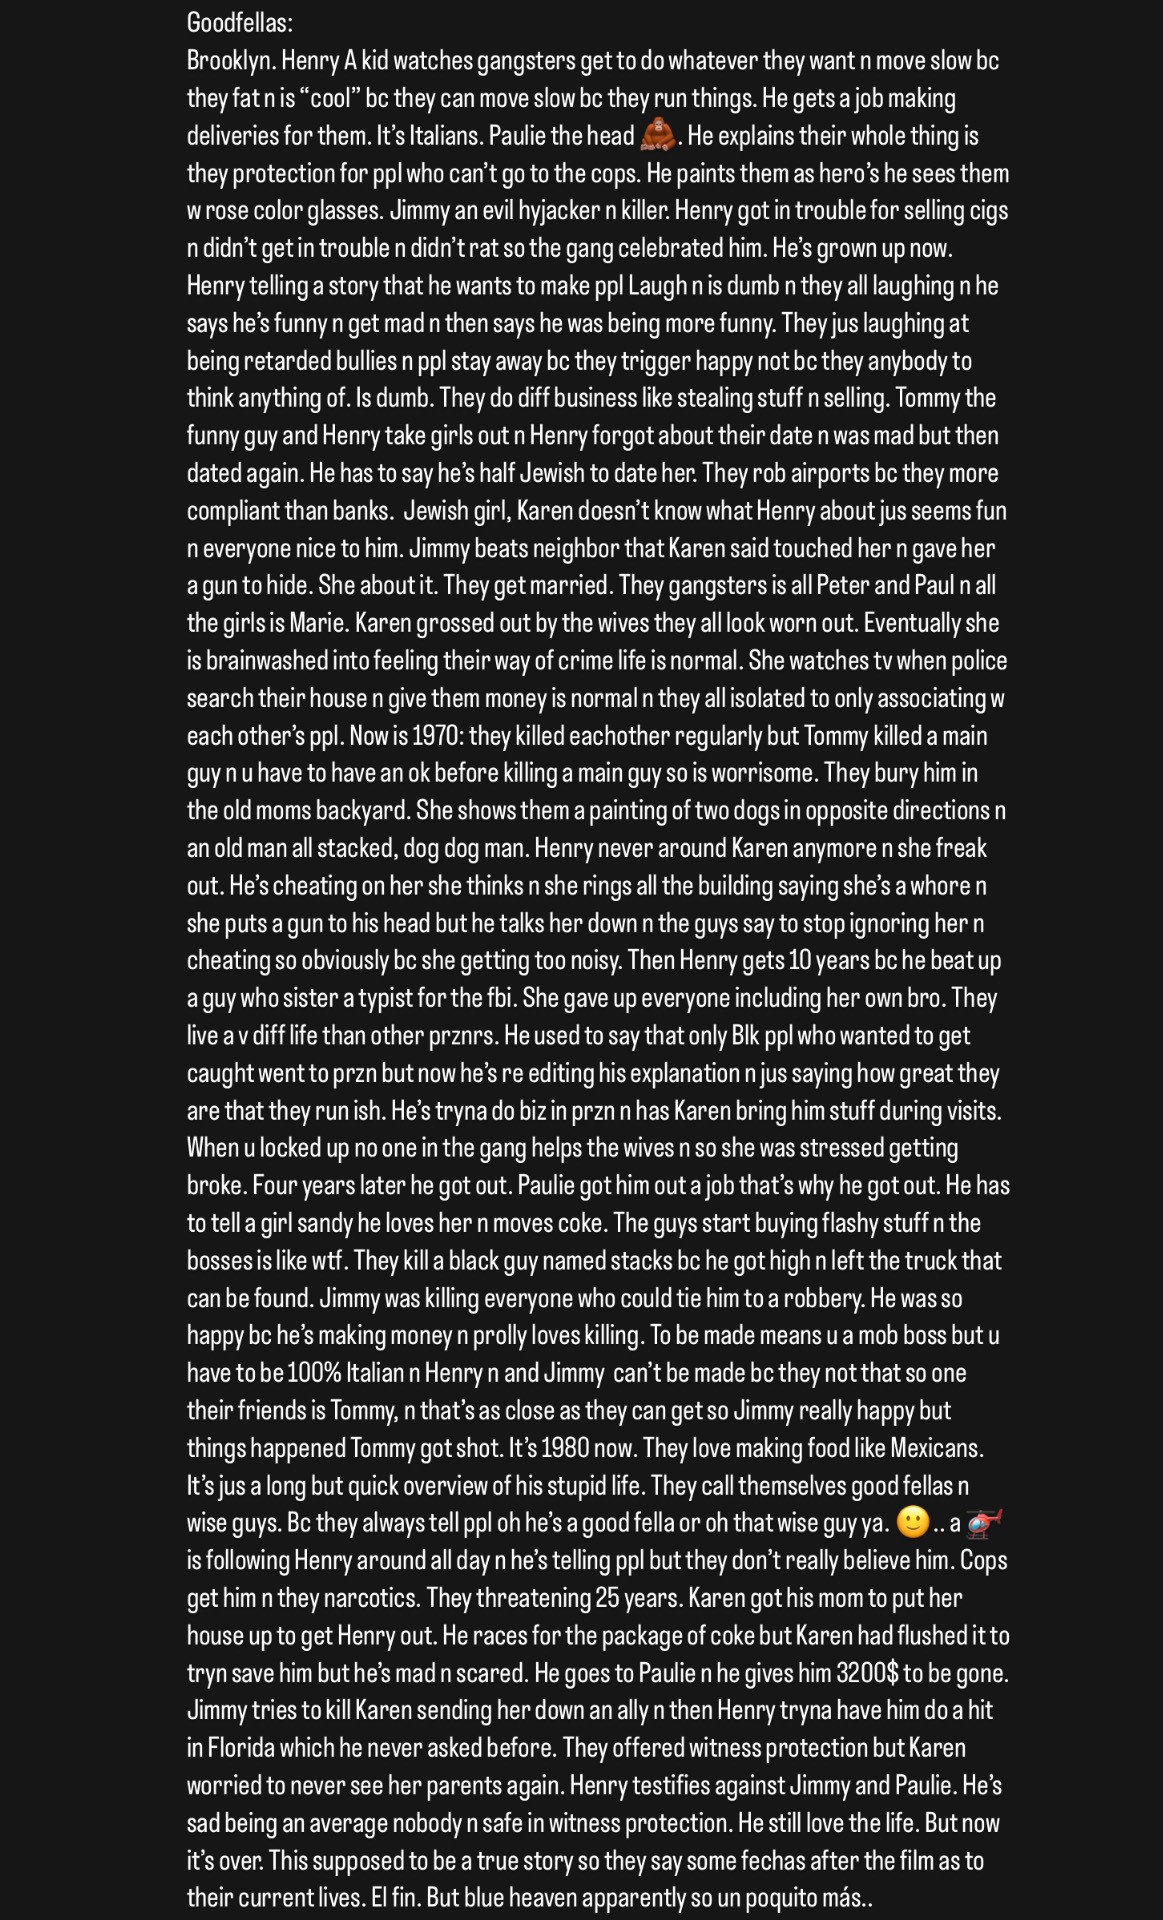 Goodfellas:
Brooklyn. Henry A kid watches gangsters get to do whatever they want n move slow bc
they fat n is “cool” bc they can move slow bc they run things. He gets a job making
deliveries for them. It’s Italians. Paulie the head 🦧. He explains their whole thing is
they protection for ppl who can’t go to the cops. He paints them as hero’s he sees them
w rose color glasses. Jimmy an evil hyjacker n killer. Henry got in trouble for selling cigs
n didn’t get in trouble n didn’t rat so the gang celebrated him. He’s grown up now.
Henry telling a story that he wants to make ppl Laugh n is dumb n they all laughing n he
says he’s funny n get mad n then says he was being more funny. They jus laughing at
being retarded bullies n ppl stay away bc they trigger happy not bc they anybody to
think anything of. Is dumb. They do diff business like stealing stuff n selling. Tommy the
funny guy and Henry take girls out n Henry forgot about their date n was mad but then
dated again. He has to say he’s half Jewish to date her. They rob airports bc they more
compliant than banks.  Jewish girl, Karen doesn’t know what Henry about jus seems fun
n everyone nice to him. Jimmy beats neighbor that Karen said touched her n gave her
a gun to hide. She about it. They get married. They gangsters is all Peter and Paul n all
the girls is Marie. Karen grossed out by the wives they all look worn out. Eventually she
is brainwashed into feeling their way of crime life is normal. She watches tv when police
search their house n give them money is normal n they all isolated to only associating w
each other’s ppl. Now is 1970: they killed eachother regularly but Tommy killed a main
guy n u have to have an ok before killing a main guy so is worrisome. They bury him in
the old moms backyard. She shows them a painting of two dogs in opposite directions n
an old man all stacked, dog dog man. Henry never around Karen anymore n she freak
out. He’s cheating on her she thinks n she rings all the building saying she’s a whore n
she puts a gun to his head but he talks her down n the guys say to stop ignoring her n
cheating so obviously bc she getting too noisy. Then Henry gets 10 years bc he beat up
a guy who sister a typist for the fbi. She gave up everyone including her own bro. They
live a v diff life than other prznrs. He used to say that only Blk ppl who wanted to get
caught went to przn but now he’s re editing his explanation n jus saying how great they
are that they run ish. He’s tryna do biz in przn n has Karen bring him stuff during visits.
When u locked up no one in the gang helps the wives n so she was stressed getting
broke. Four years later he got out. Paulie got him out a job that’s why he got out. He has
to tell a girl sandy he loves her n moves coke. The guys start buying flashy stuff n the
bosses is like wtf. They kill a black guy named stacks bc he got high n left the truck that
can be found. Jimmy was killing everyone who could tie him to a robbery. He was so
happy bc he’s making money n prolly loves killing. To be made means u a mob boss but u
have to be 100% Italian n Henry n and Jimmy  can’t be made bc they not that so one
their friends is Tommy, n that’s as close as they can get so Jimmy really happy but
things happened Tommy got shot. It’s 1980 now. They love making food like Mexicans.
It’s jus a long but quick overview of his stupid life. They call themselves good fellas n
wise guys. Bc they always tell ppl oh he’s a good fella or oh that wise guy ya. 🙂 .. a 🚁
is following Henry around all day n he’s telling ppl but they don’t really believe him. Cops
get him n they narcotics. They threatening 25 years. Karen got his mom to put her
house up to get Henry out. He races for the package of coke but Karen had flushed it to
tryn save him but he’s mad n scared. He goes to Paulie n he gives him 3200$ to be gone.
Jimmy tries to kill Karen sending her down an ally n then Henry tryna have him do a hit
in Florida which he never asked before. They offered witness protection but Karen
worried to never see her parents again. Henry testifies against Jimmy and Paulie. He’s
sad being an average nobody n safe in witness protection. He still love the life. But now
it’s over. This supposed to be a true story so they say some fechas after the film as to
their current lives. El fin. But blue heaven apparently so un poquito más..